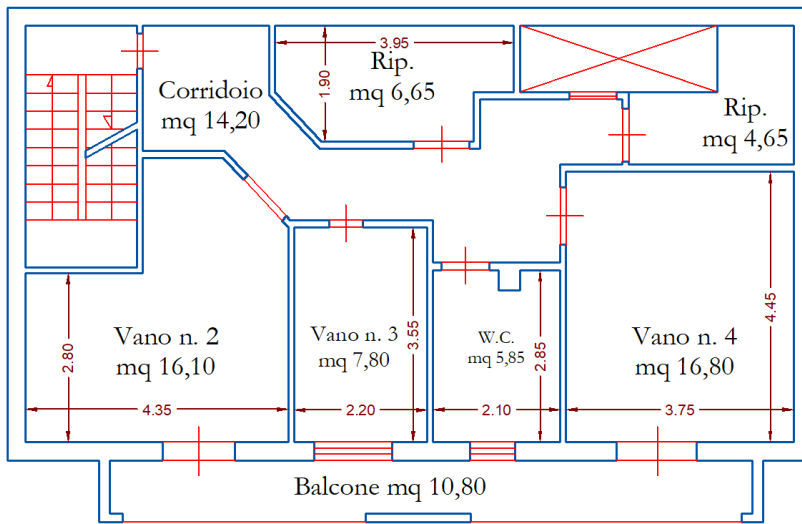 3.95
Rip.
mq 6,65
1.90
Corridoio
mq 14,20
Rip.
mq 4,65
Vano n. 2
mq 16,10
2.80
4.35
Vano n. 3
mq 7,80
3.55
2.20
W.C.
mq 5,85
2.85
2.10
Vano n. 4
mq 16,80
4.45
3.75
Balcone mq 10,80